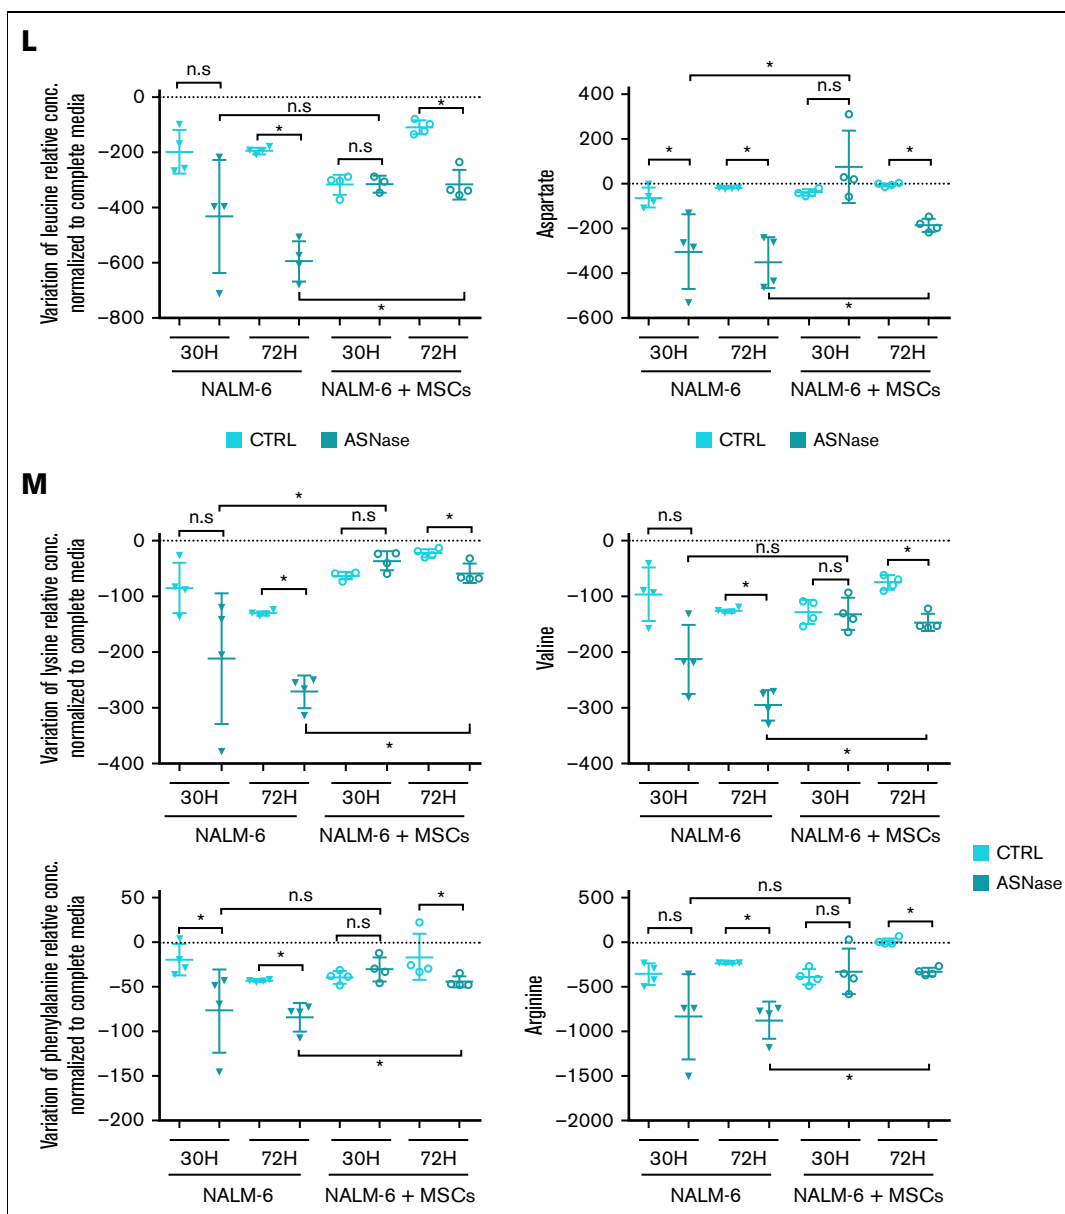 L
Variation of leucine relative conc.
normalized to complete media
0
−200
−400
−600
−800
n.s
n.s
*
n.s
*
*
30H
72H
30H
72H
NALM-6
NALM-6 + MSCs
Aspartate
400
200
0
−200
−400
−600
*
n.s
*
*
*
*
30H
72H
30H
72H
NALM-6
NALM-6 + MSCs
CTRL
ASNase
CTRL
ASNase
M
Variation of lysine relative conc.
normalized to complete media
0
−100
−200
−300
−400
*
n.s
n.s
*
*
*
30H
72H
30H
72H
NALM-6
NALM-6 + MSCs
Valine
0
−100
−200
−300
−400
n.s
n.s
*
n.s
*
*
30H
72H
30H
72H
NALM-6
NALM-6 + MSCs
CTRL
ASNase
Variation of phenylalanine relative conc.
normalized to complete media
50
0
−50
−100
−150
−200
n.s
*
*
n.s
*
*
30H
72H
30H
72H
NALM-6
NALM-6 + MSCs
Arginine
500
0
−500
−1000
−1500
−2000
n.s
n.s
*
n.s
*
*
30H
72H
30H
72H
NALM-6
NALM-6 + MSCs